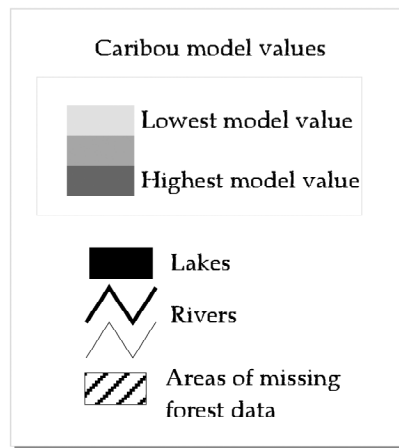 Caribou model values
Lowest model value
Highest model value
Lakes
Rivers
Areas of missing
forest data